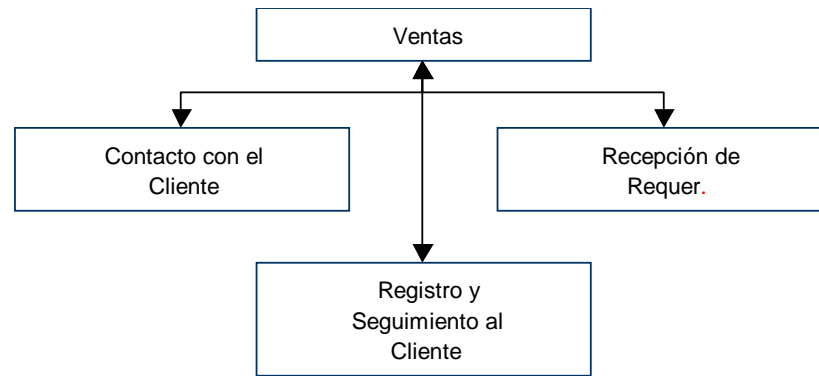 Ventas
Contacto con el
Cliente
Recepción de
Requer.
Registro y
Seguimiento al
Cliente